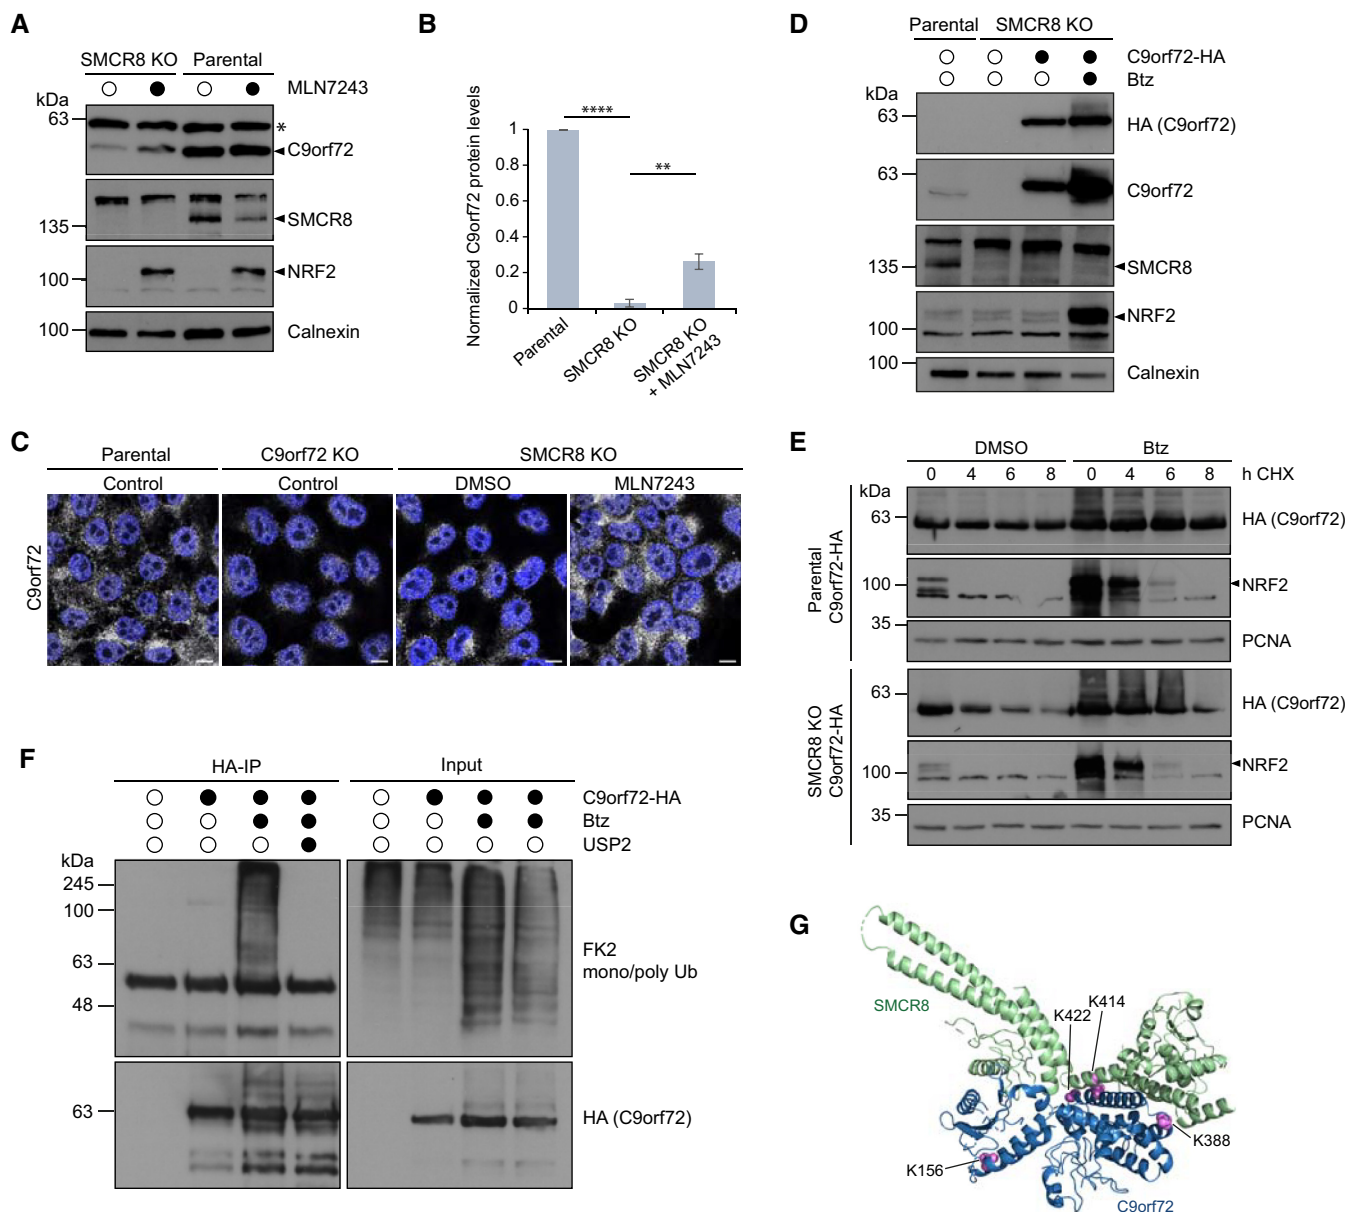 A
SMCR8 KO Parental
MLN7243
kDa
63
*
C9orf72
135
SMCR8
100
NRF2
100
Calnexin
B
Normalized C9orf72 protein levels
****
**
1
0.8
0.6
0.4
0.2
0
Parental
SMCR8 KO
SMCR8 KO
+ MLN7243
C
Parental C9orf72 KO SMCR8 KO
Control Control DMSO MLN7243
C9orf72
D
Parental SMCR8 KO
C9orf72-HA
Btz
kDa
63
HA (C9orf72)
63
C9orf72
135
SMCR8
NRF2
100
100
Calnexin
E
DMSO Btz
0 4 6 8 0 4 6 8 h CHX
kDa
Parental
C9orf72-HA
63
HA (C9orf72)
100
NRF2
35
PCNA
SMCR8 KO
C9orf72-HA
63
HA (C9orf72)
100
NRF2
35
PCNA
F
HA-IP Input
C9orf72-HA
Btz
USP2
kDa
245
100
63
48
FK2
mono/poly Ub
63
HA (C9orf72)
G
SMCR8
K422
K414
K388
K156
C9orf72